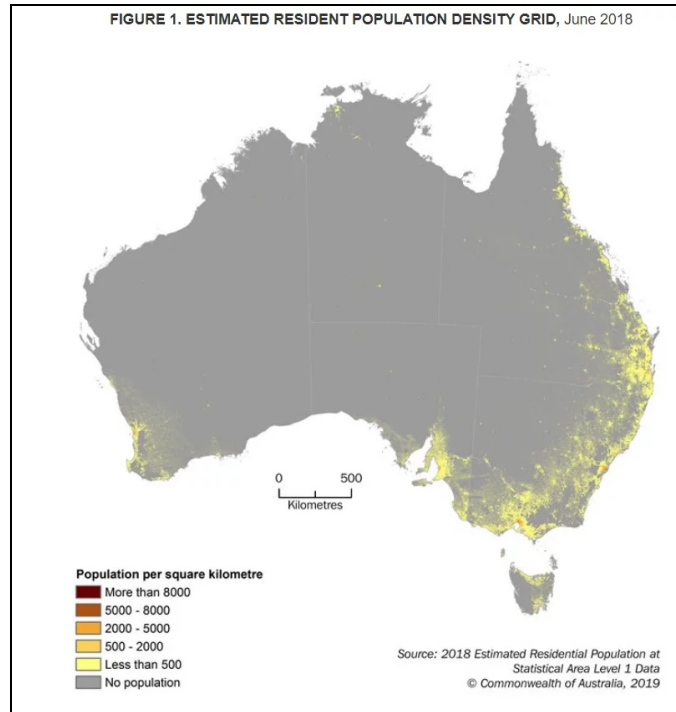 FIGURE 1. ESTIMATED RESIDENT POPULATION DENSITY GRID, June 2018
0 500
Kilometres
Population per square kilometre
More than 8000
5000 - 8000
2000 - 5000
500 - 2000
Less than 500
No population
Source: 2018 Estimated Residential Population at
Statistical Area Level 1 Data
© Commonwealth of Australia, 2019